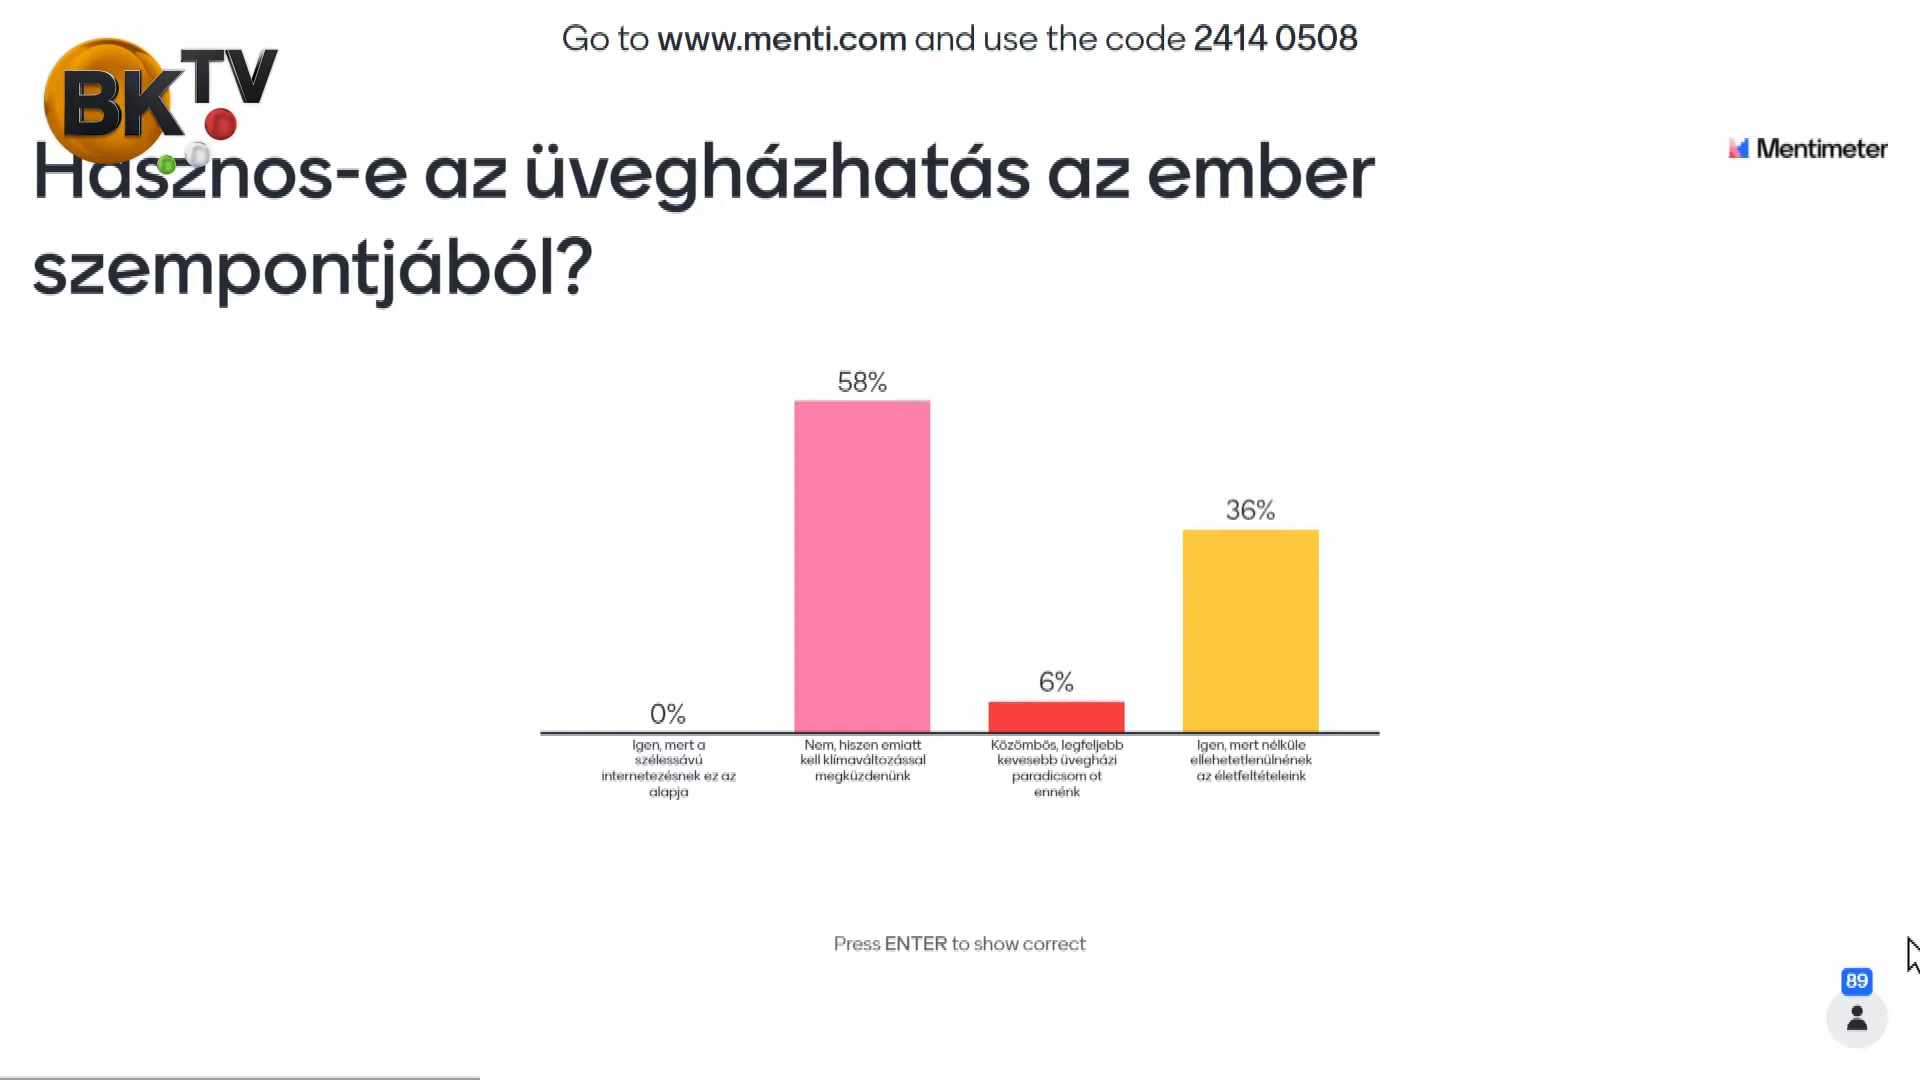 Go to www.menti.com and use the code 2414 0508
BKTV
Hasznos-e az üvegházhatás az ember
szempontjából?
Mentimeter
58%
36%
6%
0%
Igen, mert a
szélessávú
internetezésnek ez az
alapja
Nem, hiszen emiatt
kell klímaváltozással
megküzdenünk
Közömbös, legfeljebb
kevesebb üvegházi
paradicsom ot
ennénk
Igen, mert nélküle
ellehetetlenülnének
az életfeltételeink
Press ENTER to show correct
89